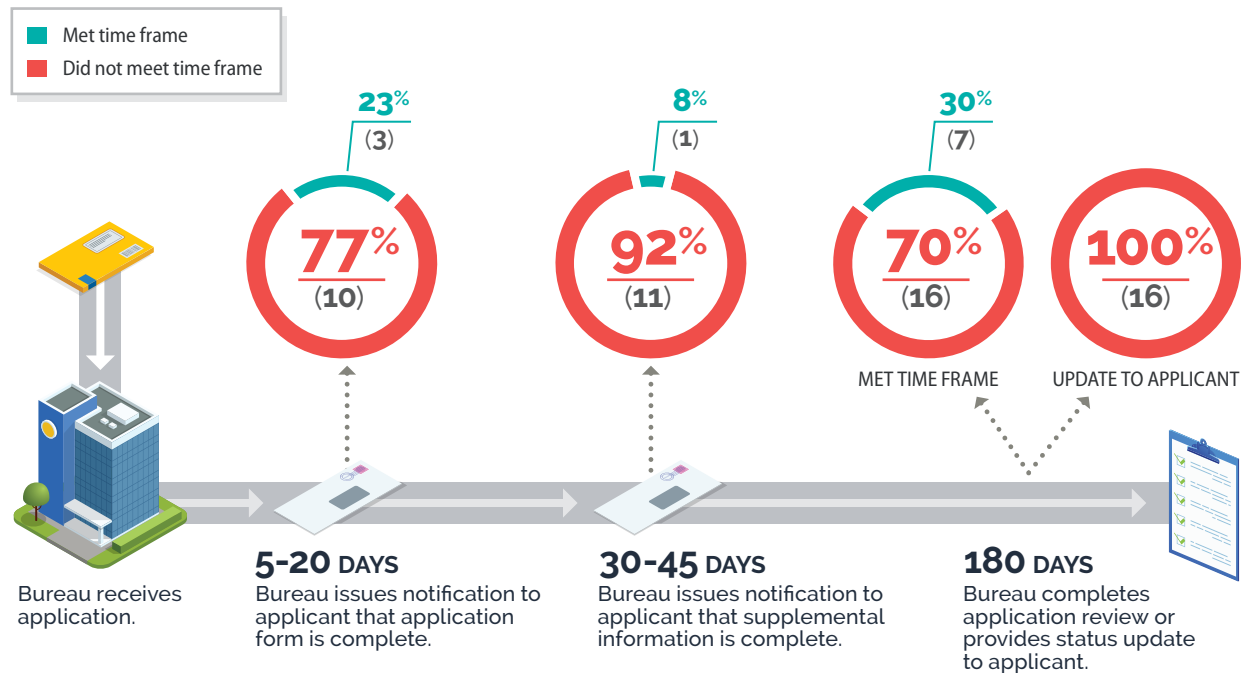 Met time frame
Did not meet time frame
23%
(3)
77%
(10)
8%
(1)
92%
(11)
30%
(7)
70%
(16)
100%
(16)
MET TIME FRAME
UPDATE TO APPLICANT
Bureau receives
application.
5-20 DAYS
Bureau issues notification to
applicant that application
form is complete.
30-45 DAYS
Bureau issues notification to
applicant that supplemental
information is complete.
180 DAYS
Bureau completes
application review or
provides status update
to applicant.